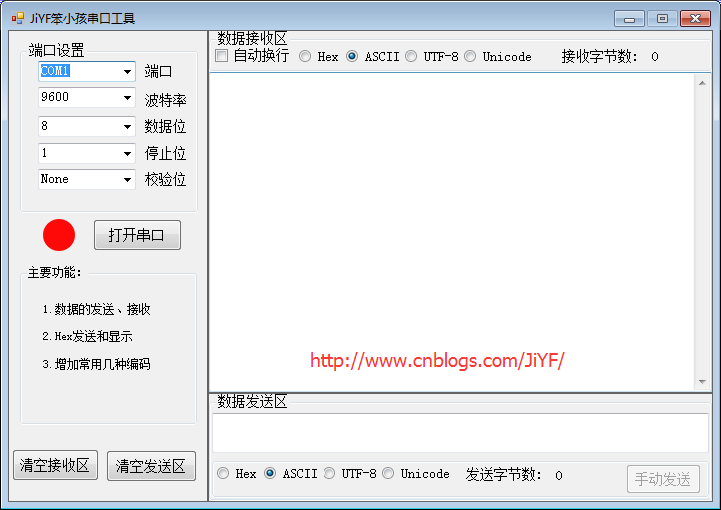 JiYF笨小孩串口工具
端口设置
COM1 端口
9600 波特率
8 数据位
1 停止位
None 校验位
打开串口
主要功能:
1.数据的发送、接收
2.Hex发送和显示
3.增加常用几种编码
清空接收区 清空发送区
数据接收区
自动换行 Hex ASCII UTF-8 Unicode 接收字节数: 0
http://www.cnblogs.com/JiYF/
数据发送区
Hex ASCII UTF-8 Unicode 发送字节数: 0
手动发送